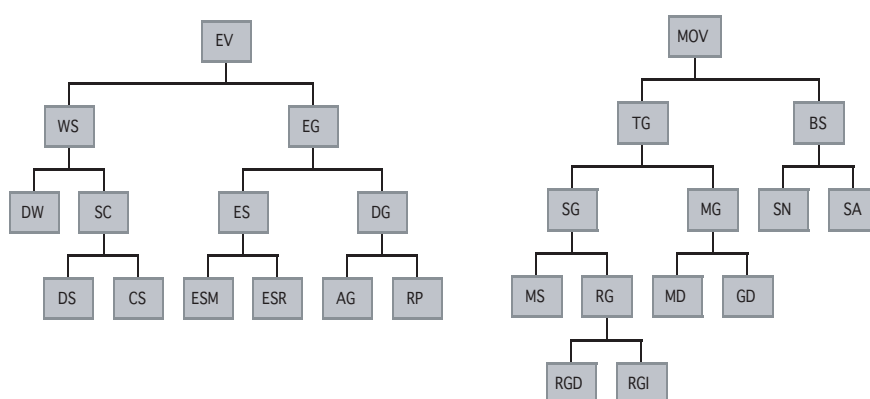 EV
WS EG
DW SC ES DG
DS CS ESM ESR AG RP
MOV
TG BS
SG MG SN SA
MS RG MD GD
RGD RGI